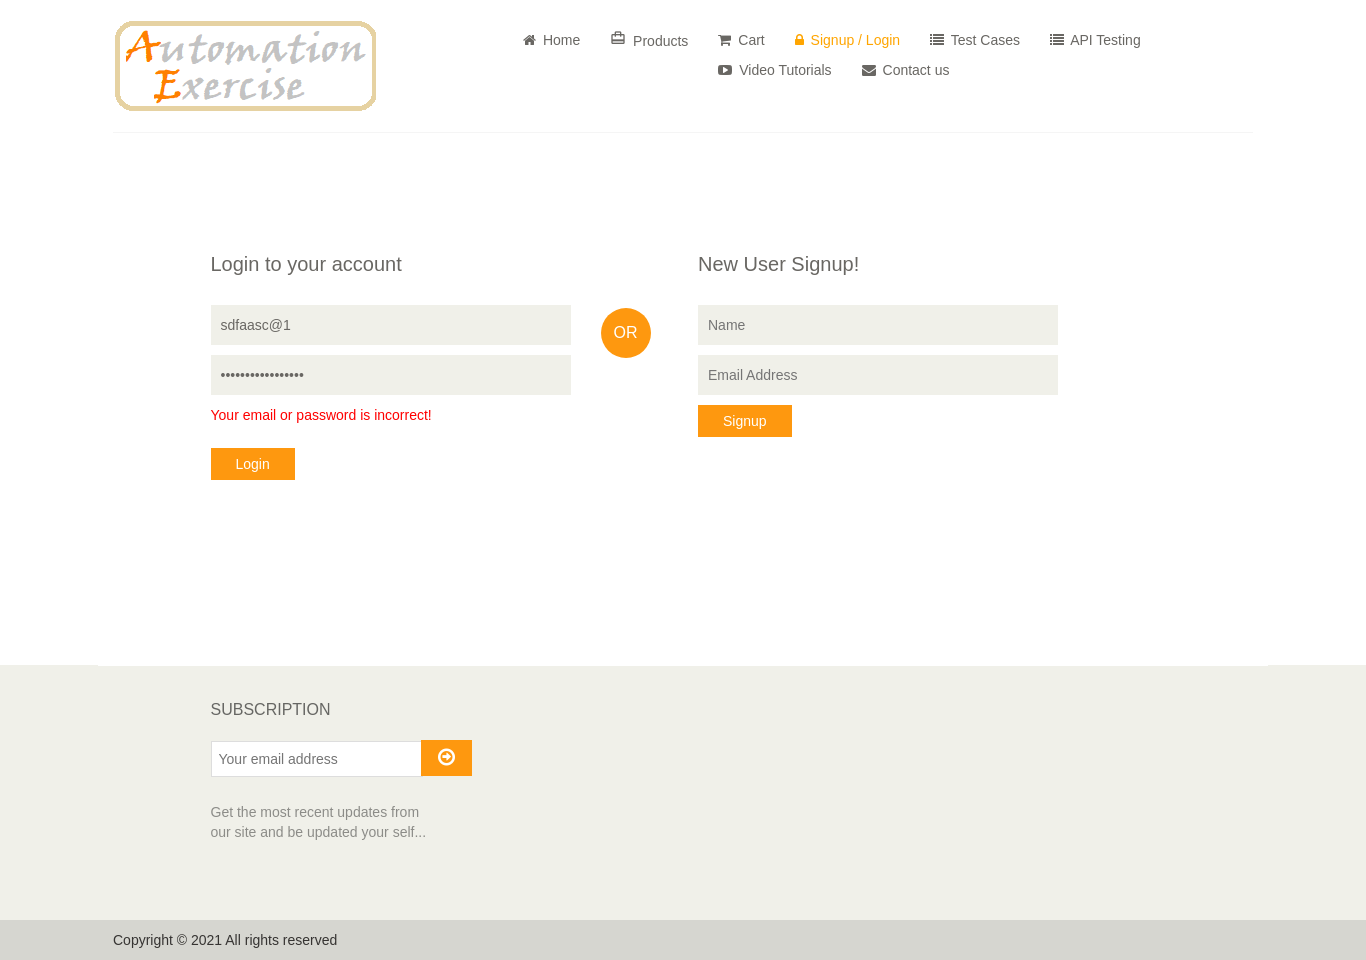 Automation
Exercise
Home
Products
Cart
Signup / Login
Test Cases
API Testing
Video Tutorials
Contact us
Login to your account
sdfaasc@1
•••••••••••••••••
Your email or password is incorrect!
Login
OR
New User Signup!
Name
Email Address
Signup
SUBSCRIPTION
Your email address
Get the most recent updates from
our site and be updated your self...
Copyright © 2021 All rights reserved